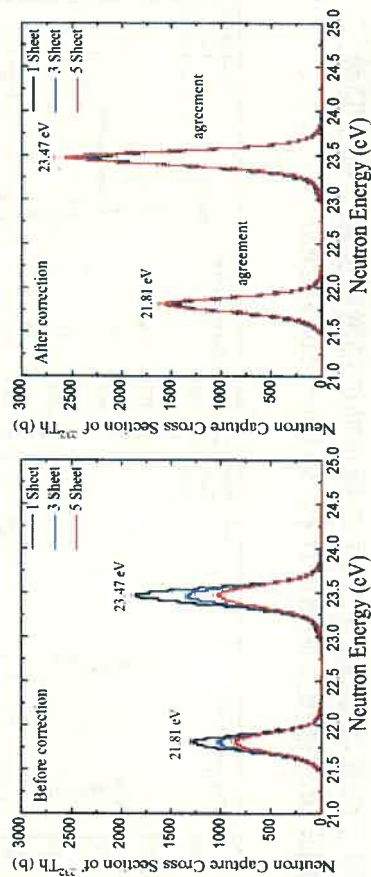 Before correction
1 Sheet
3 Sheet
5 Sheet
21.81 eV
23.47 eV
Neutron Capture Cross Section of ²³²Th (b)
3000
2500
2000
1500
1000
500
0
21.0
21.5
22.0
22.5
23.0
23.5
24.0
24.5
25.0
Neutron Energy (eV)
After correction
1 Sheet
3 Sheet
5 Sheet
21.81 eV
23.47 eV
agreement
agreement
Neutron Capture Cross Section of ²³²Th (b)
3000
2500
2000
1500
1000
500
0
21.0
21.5
22.0
22.5
23.0
23.5
24.0
24.5
25.0
Neutron Energy (eV)